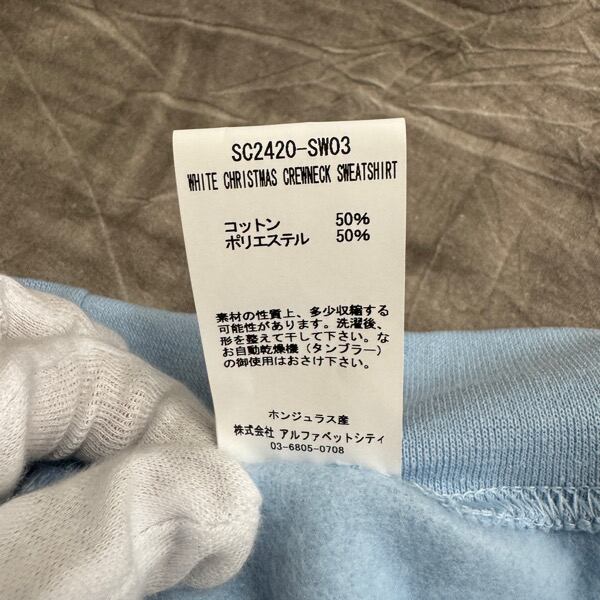 SC2420-SW03
WHITE CHRISTMAS CREWNECK SWEATSHIRT
コットン 50%
ポリエステル 50%
素材の性質上、多少収縮する
可能性があります。洗濯後、
形を整えて干して下さい。な
お自動乾燥機（タンブラー）
の御使用はおさけ下さい。
ホンジュラス産
株式会社 アルファベットシティ
03-6805-0708